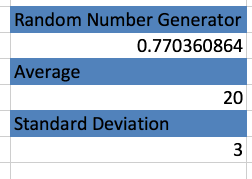 Random Number Generator
0.770360864
Average
20
Standard Deviation
3